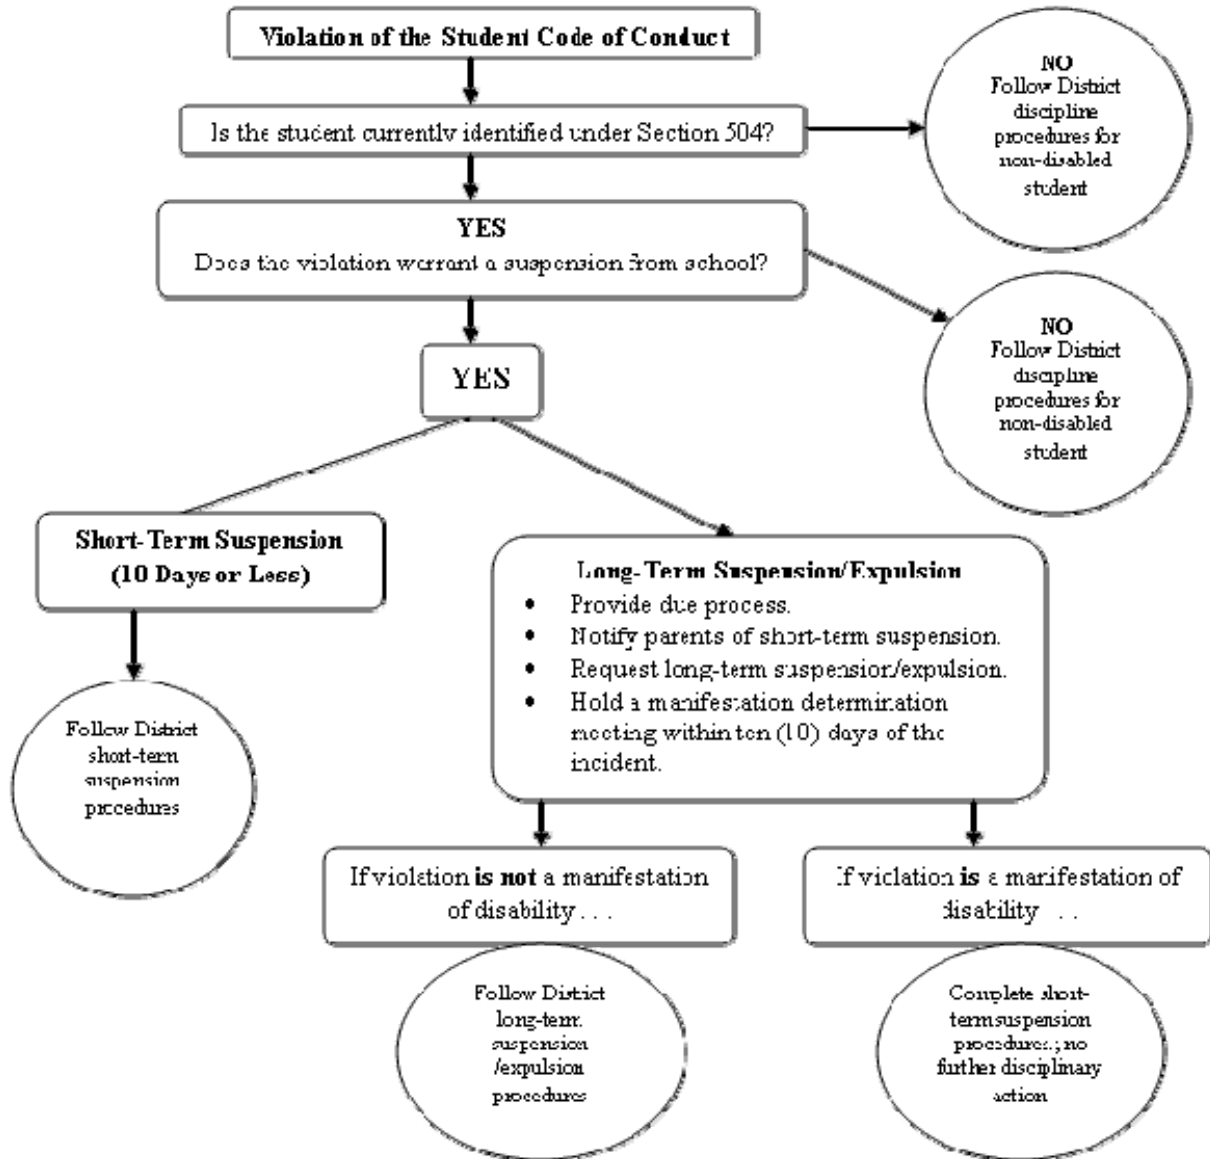 Violation of the Student Code of Conduct
NO
Follow District
discipline
procedures for
non-disabled
student
Is the student currently identified under Section 504?
YES
Does the violation warrant a suspension from school?
NO
Follow District
discipline
procedures for
non-disabled
student
YES
Short-Term Suspension
(10 Days or Less)
Follow District
short-term
suspension
procedures
Long-Term Suspension/Expulsion
• Provide due process.
• Notify parents of short-term suspension.
• Request long-term suspension/expulsion.
• Hold a manifestation determination
meeting within ten (10) days of the
incident.
If violation is not a manifestation
of disability . . .
Follow District
long-term
suspension
/expulsion
procedures
If violation is a manifestation of
disability . . .
Complete short-
term suspension
procedures.; no
further disciplinary
action